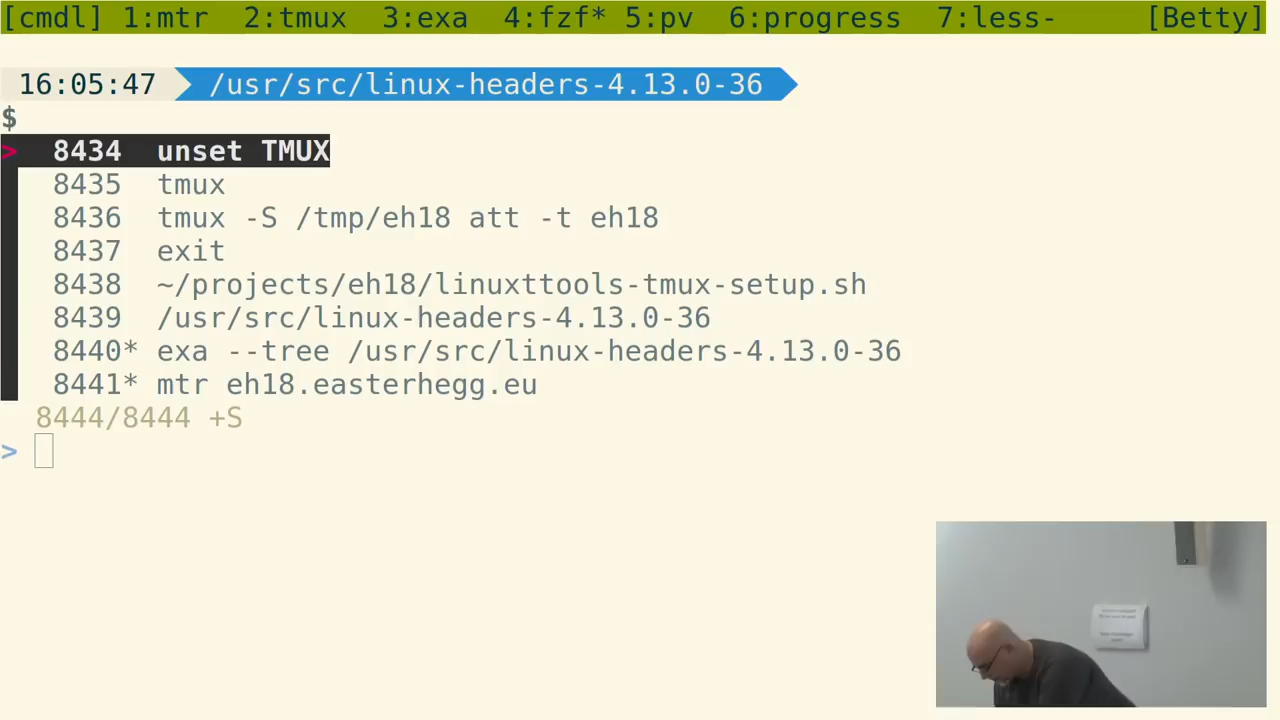 [cmdl] 1:mtr 2:tmux 3:exa 4:fzf* 5:pv 6:progress 7:less- [Betty]
16:05:47 /usr/src/linux-headers-4.13.0-36
$
> 8434 unset TMUX
8435 tmux
8436 tmux -S /tmp/eh18 att -t eh18
8437 exit
8438 ~/projects/eh18/linuxttools-tmux-setup.sh
8439 /usr/src/linux-headers-4.13.0-36
8440* exa --tree /usr/src/linux-headers-4.13.0-36
8441* mtr eh18.easterhegg.eu
8444/8444 +S
>